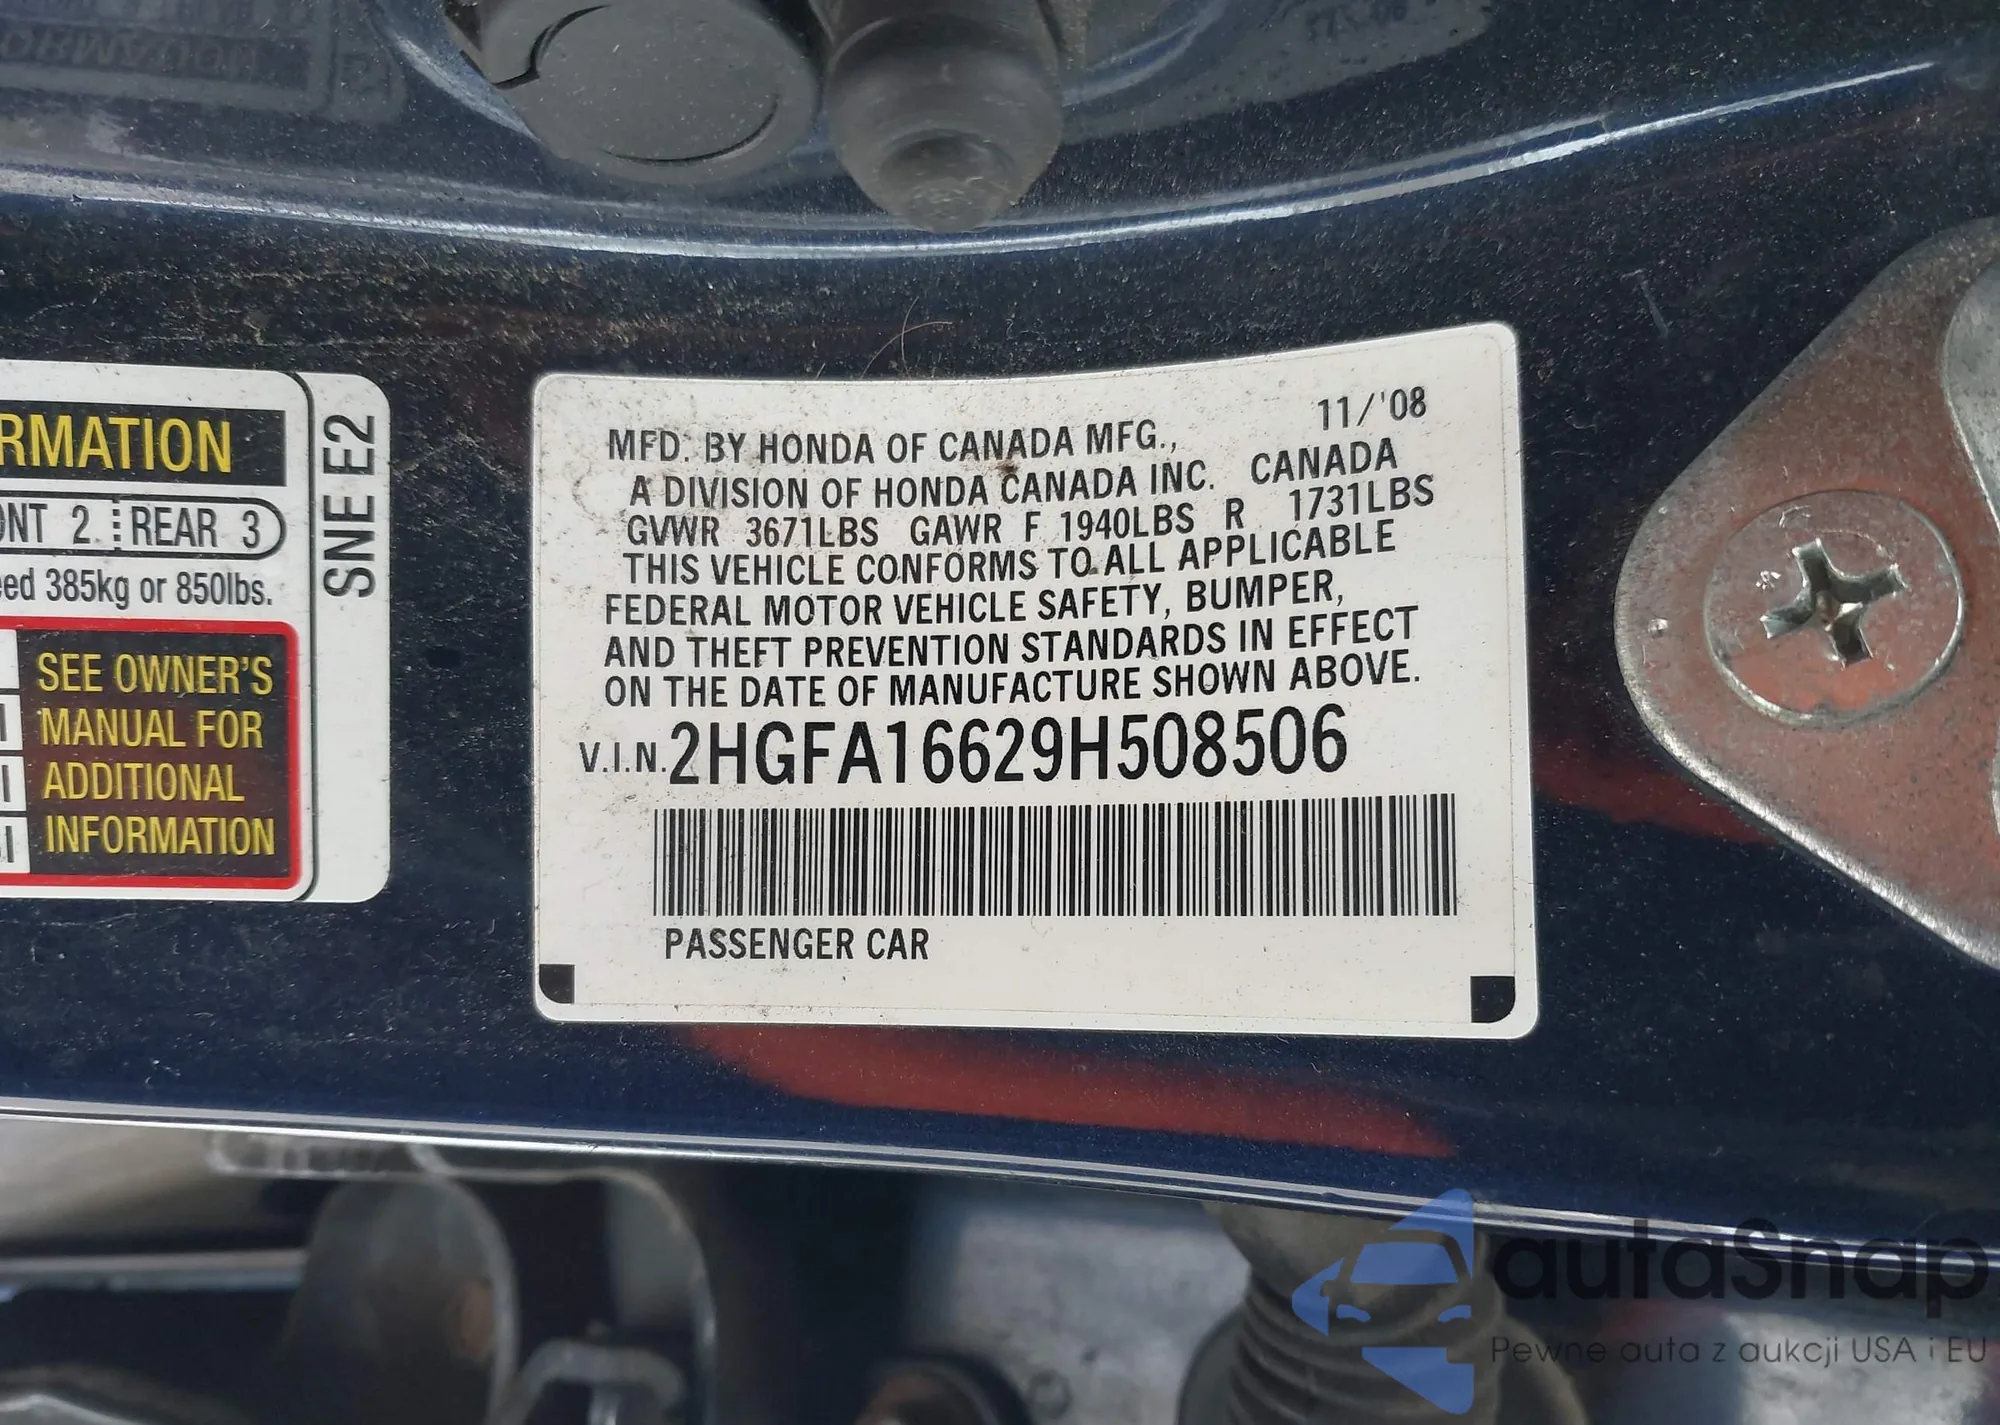 RMATION
ONT 2 REAR 3
eed 385kg or 850lbs.
SEE OWNER'S
MANUAL FOR
ADDITIONAL
INFORMATION
SNE E2
11/'08
MFD. BY HONDA OF CANADA MFG.,
A DIVISION OF HONDA CANADA INC. CANADA
GVWR 3671LBS GAWR F 1940LBS R 1731LBS
THIS VEHICLE CONFORMS TO ALL APPLICABLE
FEDERAL MOTOR VEHICLE SAFETY, BUMPER,
AND THEFT PREVENTION STANDARDS IN EFFECT
ON THE DATE OF MANUFACTURE SHOWN ABOVE.
V.I.N. 2HGFA16629H508506
PASSENGER CAR
autaSnap
Pewne auta z aukcji USA i EU